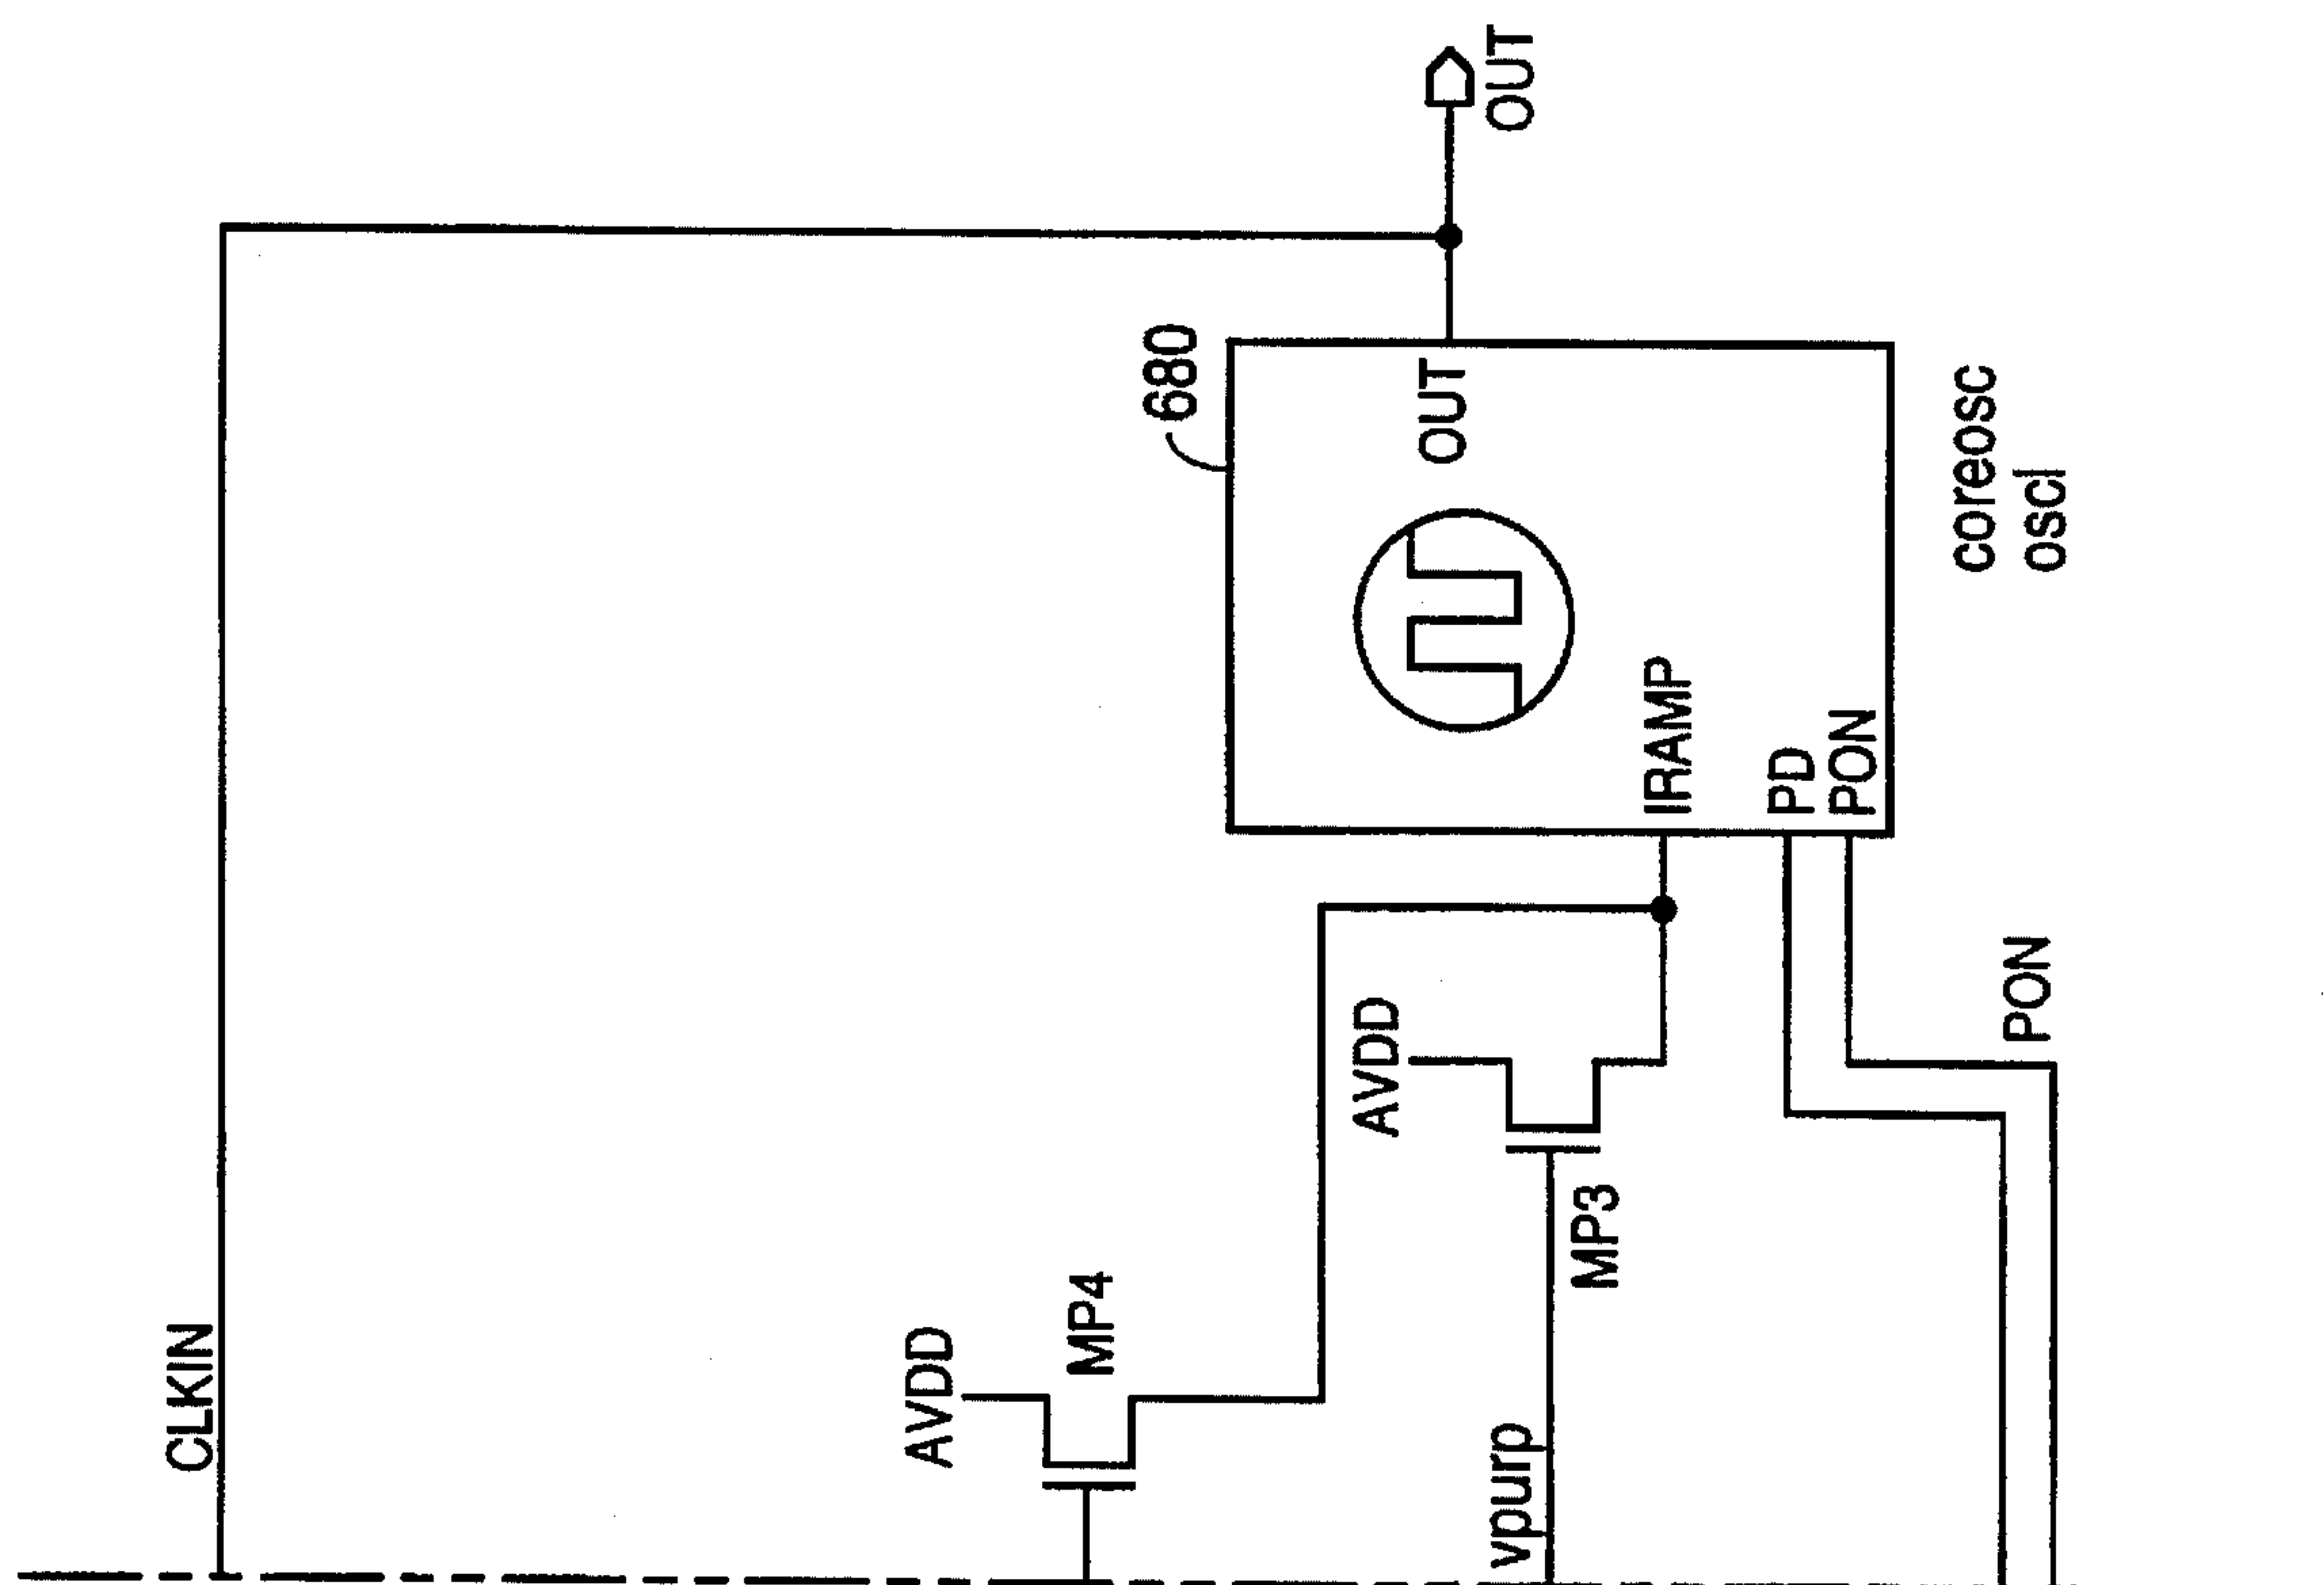 CLKIN
AVDD
MP4
680
OUT
OUT
AVDD
IRAMP
vpurp
MP3
PD
PON
PON
coreosc
oscl